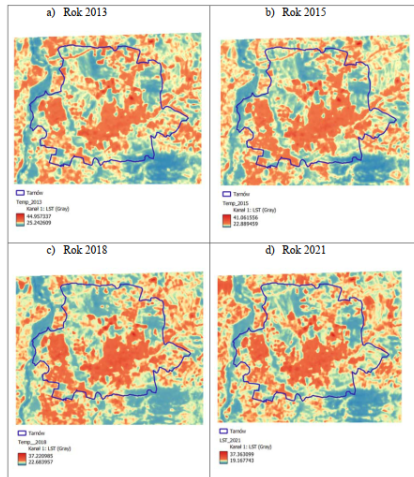 a) Rok 2013
b) Rok 2015
Tarnów
Temp_2013
Kanał 1: LST (Gray)
44.957337
25.242609
Tarnów
Temp_2015
Kanał 1: LST (Gray)
41.061556
22.889459
c) Rok 2018
d) Rok 2021
Tarnów
Temp__2018
Kanał 1: LST (Gray)
37.220985
22.683957
Tarnów
LST_2021
Kanał 1: LST (Gray)
37.363099
19.187743